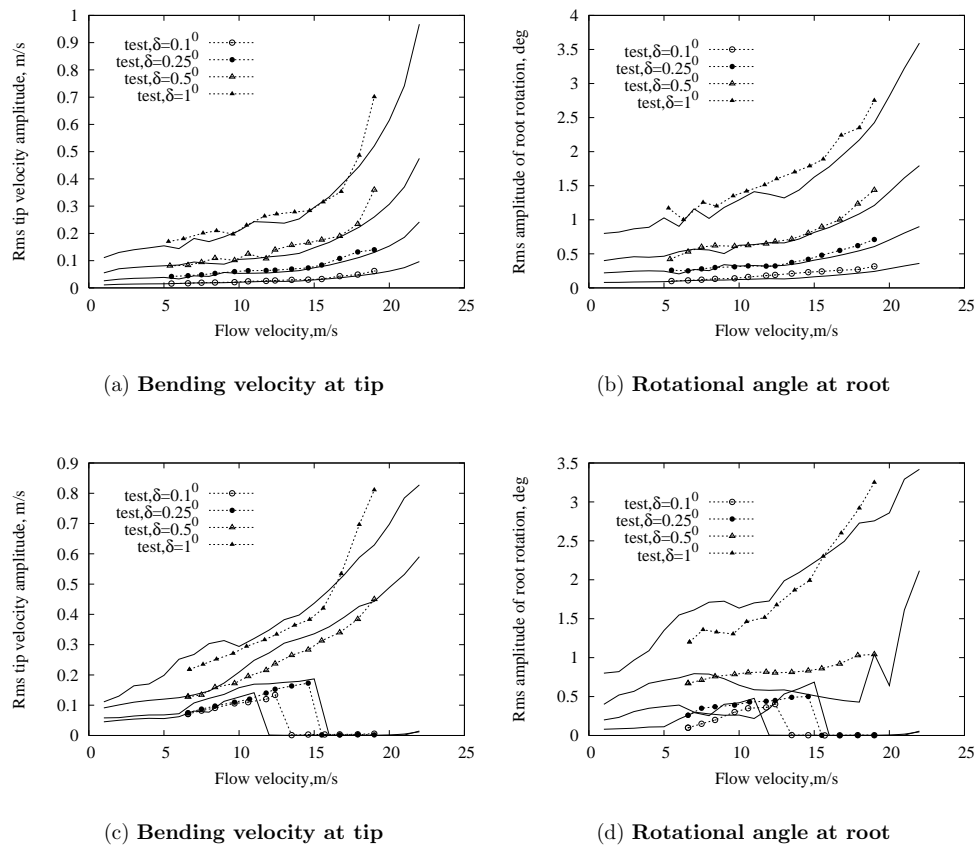 Rms tip velocity amplitude, m/s
1
0.9
0.8
0.7
0.6
0.5
0.4
0.3
0.2
0.1
0
test,δ=0.1⁰
test,δ=0.25⁰
test,δ=0.5⁰
test,δ=1⁰
0 5 10 15 20 25
Flow velocity,m/s
(a) Bending velocity at tip
Rms amplitude of root rotation, deg
4
3.5
3
2.5
2
1.5
1
0.5
0
test,δ=0.1⁰
test,δ=0.25⁰
test,δ=0.5⁰
test,δ=1⁰
0 5 10 15 20 25
Flow velocity,m/s
(b) Rotational angle at root
Rms tip velocity amplitude, m/s
0.9
0.8
0.7
0.6
0.5
0.4
0.3
0.2
0.1
0
test,δ=0.1⁰
test,δ=0.25⁰
test,δ=0.5⁰
test,δ=1⁰
0 5 10 15 20 25
Flow velocity,m/s
(c) Bending velocity at tip
Rms amplitude of root rotation, deg
3.5
3
2.5
2
1.5
1
0.5
0
test,δ=0.1⁰
test,δ=0.25⁰
test,δ=0.5⁰
test,δ=1⁰
0 5 10 15 20 25
Flow velocity,m/s
(d) Rotational angle at root